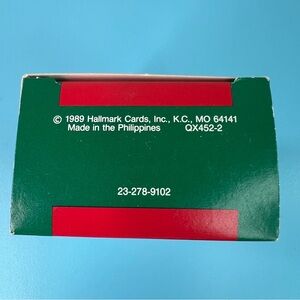 © 1989 Hallmark Cards, Inc., K.C., MO 64141
Made in the Philippines QX452-2
23-278-9102